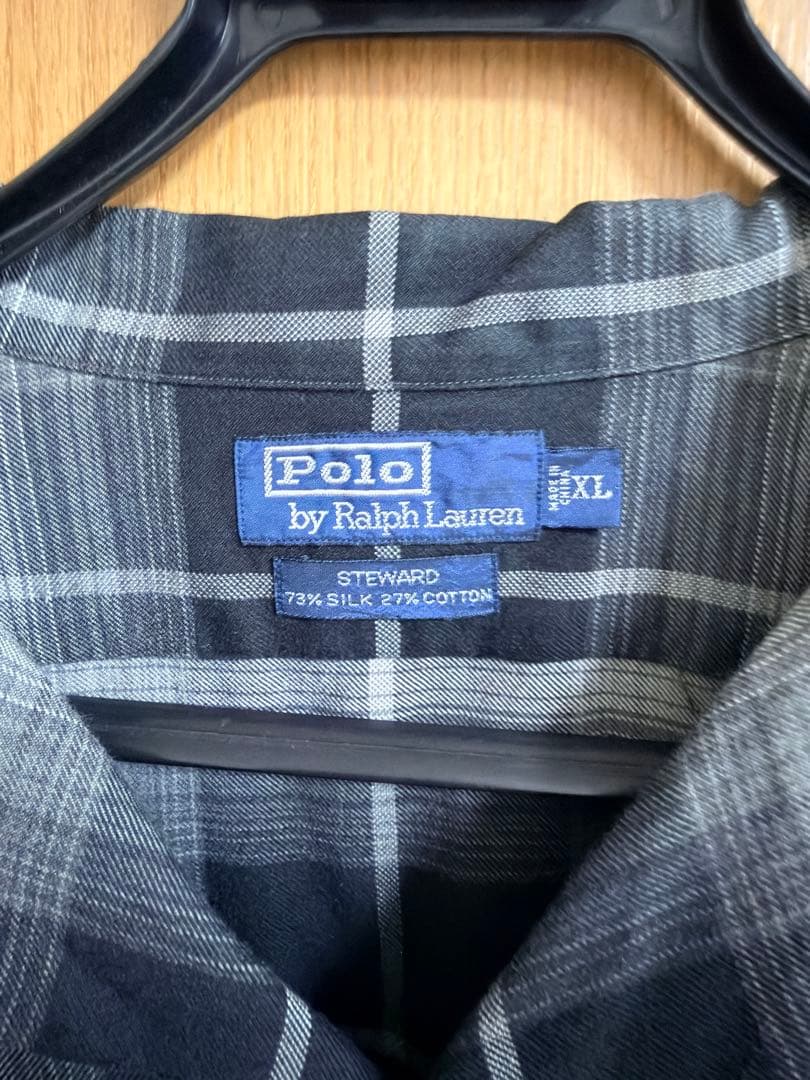 Polo
by Ralph Lauren
MADE IN
CHINA
XL
STEWARD
73% SILK 27% COTTON